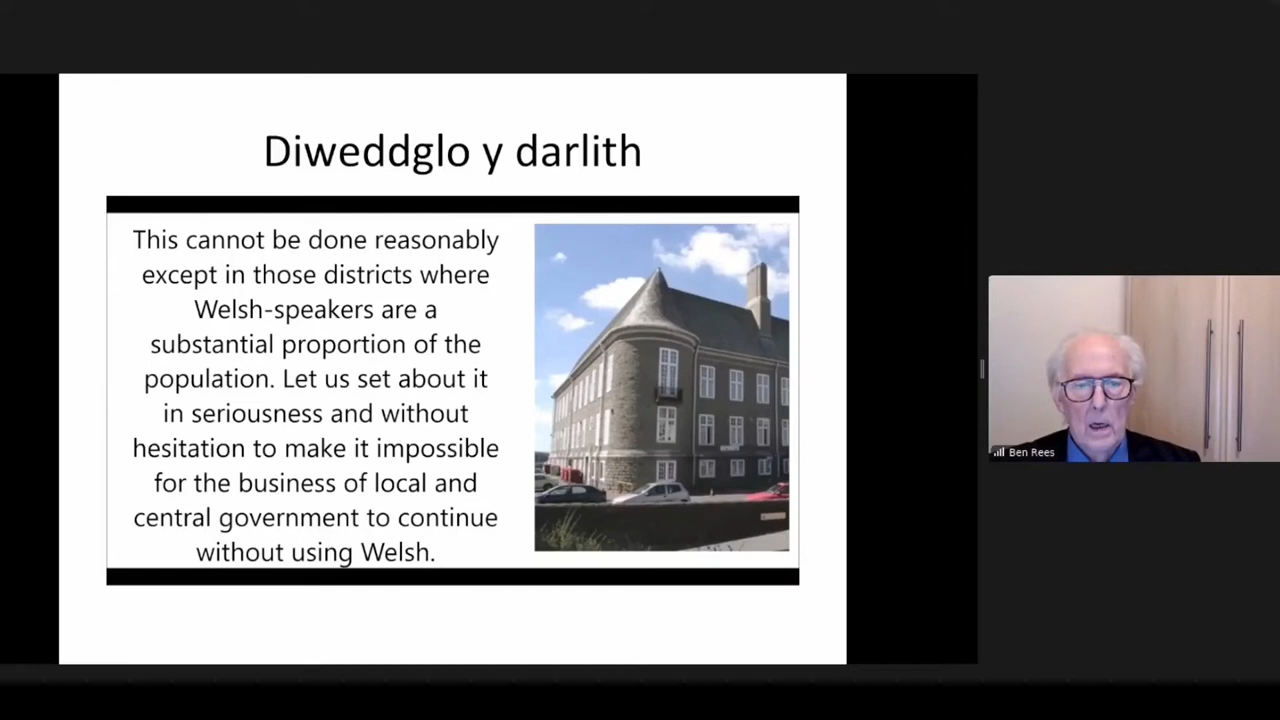 Diweddglo y darlith
This cannot be done reasonably
except in those districts where
Welsh-speakers are a
substantial proportion of the
population. Let us set about it
in seriousness and without
hesitation to make it impossible
for the business of local and
central government to continue
without using Welsh.
Ben Rees